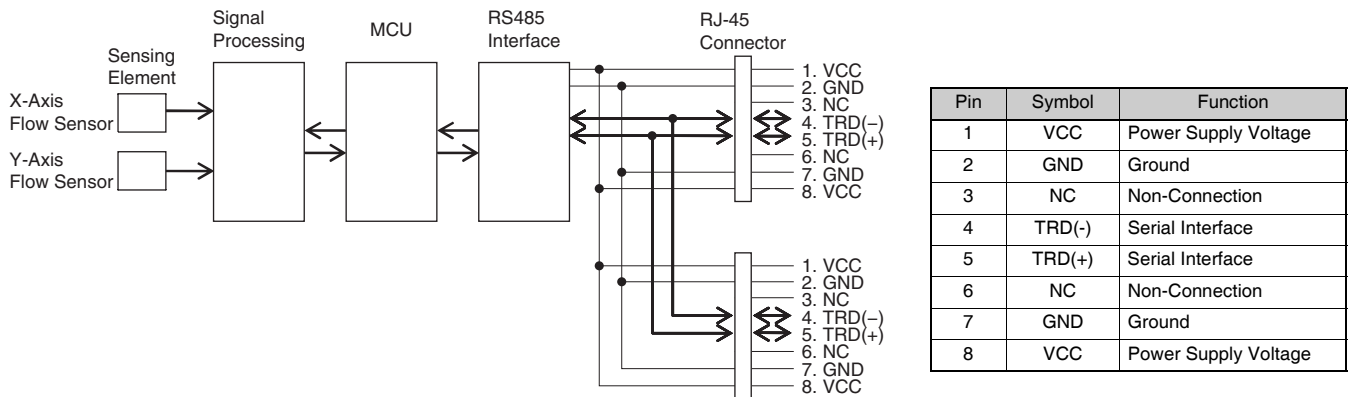 Sensing
Element
X-Axis
Flow Sensor
Y-Axis
Flow Sensor
Signal
Processing
MCU
RS485
Interface
RJ-45
Connector
1. VCC
2. GND
3. NC
4. TRD(−)
5. TRD(+)
6. NC
7. GND
8. VCC
1. VCC
2. GND
3. NC
4. TRD(−)
5. TRD(+)
6. NC
7. GND
8. VCC
Pin Symbol Function
1 VCC Power Supply Voltage
2 GND Ground
3 NC Non-Connection
4 TRD(-) Serial Interface
5 TRD(+) Serial Interface
6 NC Non-Connection
7 GND Ground
8 VCC Power Supply Voltage